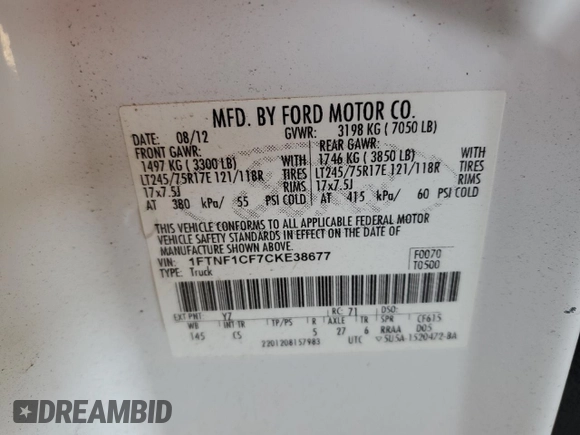 MFD. BY FORD MOTOR CO.
DATE: 08/12 GVWR: 3198 KG ( 7050 LB)
FRONT GAWR: REAR GAWR:
1497 KG ( 3300 LB) WITH 1746 KG ( 3850 LB) WITH
LT245/75R17E 121/118R TIRES LT245/75R17E 121/118R TIRES
17x7.5J RIMS 17x7.5J RIMS
AT 380 kPa/ 55 PSI COLD AT 415 kPa/ 60 PSI COLD
THIS VEHICLE CONFORMS TO ALL APPLICABLE FEDERAL MOTOR
VEHICLE SAFETY STANDARDS IN EFFECT ON THE DATE OF
MANUFACTURE SHOWN ABOVE.
VIN: 1FTNF1CF7CKE38677 F0070
TYPE: Truck T0500
EXT PNT: YZ RC: 71 DSO:
WB INT TR TP/PS R AXLE TR SPR CF675
145 CS 5 27 6 RRAA D05
2201208157983 UTC 5U5A-1520472-BA
DREAMBID